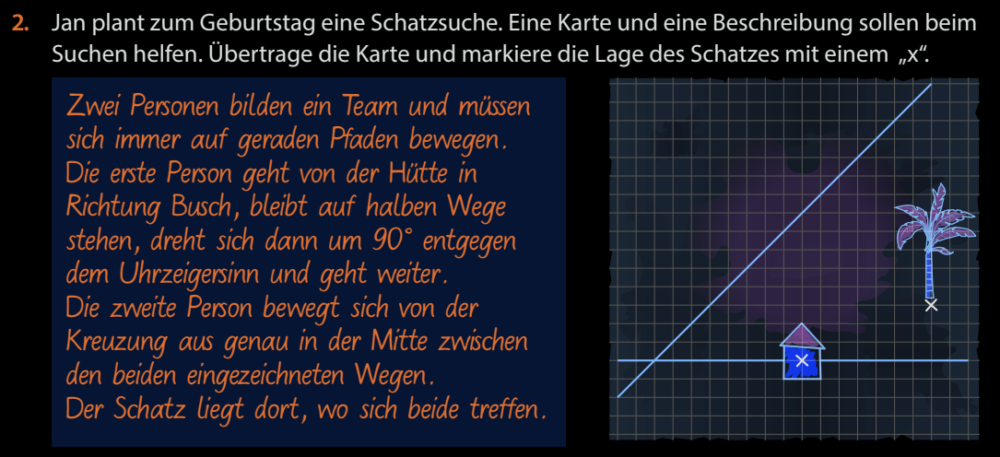 2. Jan plant zum Geburtstag eine Schatzsuche. Eine Karte und eine Beschreibung sollen beim
Suchen helfen. Übertrage die Karte und markiere die Lage des Schatzes mit einem „x“.
Zwei Personen bilden ein Team und müssen
sich immer auf geraden Pfaden bewegen.
Die erste Person geht von der Hütte in
Richtung Busch, bleibt auf halben Wege
stehen, dreht sich dann um 90° entgegen
dem Uhrzeigersinn und geht weiter.
Die zweite Person bewegt sich von der
Kreuzung aus genau in der Mitte zwischen
den beiden eingezeichneten Wegen.
Der Schatz liegt dort, wo sich beide treffen.